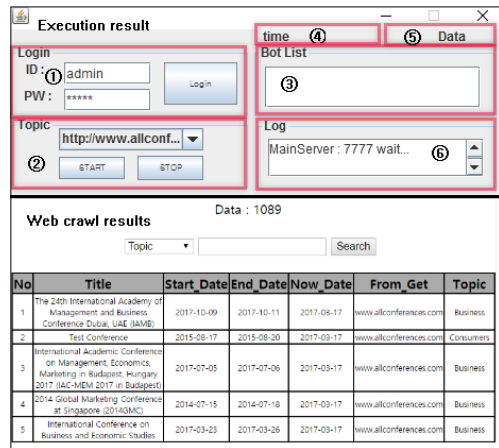 Execution result
time ④
⑤ Data
Login
ID : ① admin
PW : *****
Login
Bot List
③
Topic
http://www.allconf...
② START STOP
Log
MainServer : 7777 wait...
⑥
Web crawl results
Data : 1089
Topic Search
No Title Start_Date End_Date Now_Date From_Get Topic
1 The 24th International Academy of Management and Business Conference Dubai, UAE (IAMB) 2017-10-09 2017-10-11 2017-03-17 www.allconferences.com Business
2 Test Conference 2015-08-17 2015-08-20 2017-03-17 www.allconferences.com Consumers
3 International Academic Conference on Management, Economics, Marketing in Budapest, Hungary 2017 (IAC-MEM 2017 in Budapest) 2017-07-05 2017-07-06 2017-03-17 www.allconferences.com Business
4 2014 Global Marketing Conference at Singapore (2014GMC) 2014-07-15 2014-07-18 2017-03-17 www.allconferences.com Business
5 International Conference on Business and Economic Studies 2017-03-23 2017-03-26 2017-03-17 www.allconferences.com Business